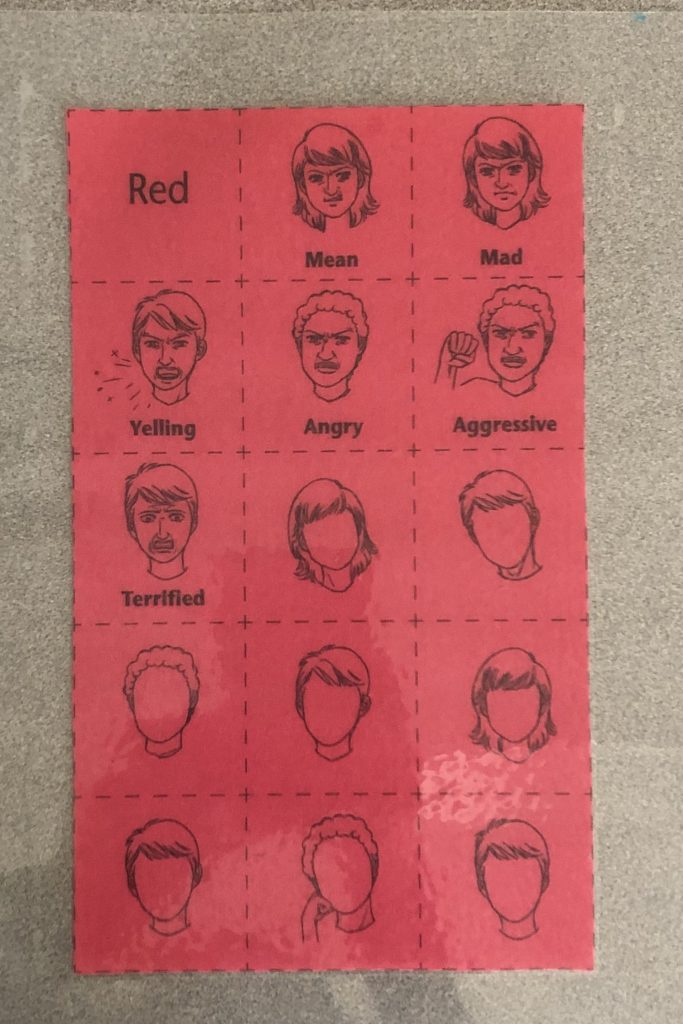 Red
Mean
Mad
Yelling
Angry
Aggressive
Terrified